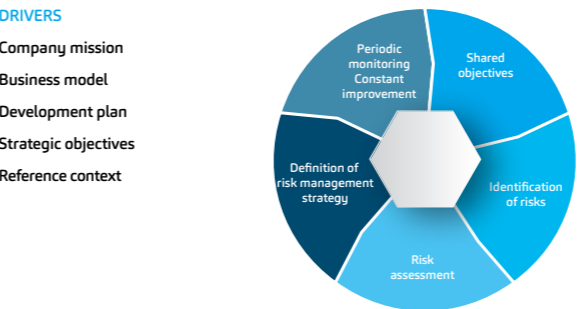 DRIVERS
Company mission
Business model
Development plan
Strategic objectives
Reference context
Periodic
monitoring
Constant
improvement
Shared
objectives
Identification
of risks
Risk
assessment
Definition of
risk management
strategy